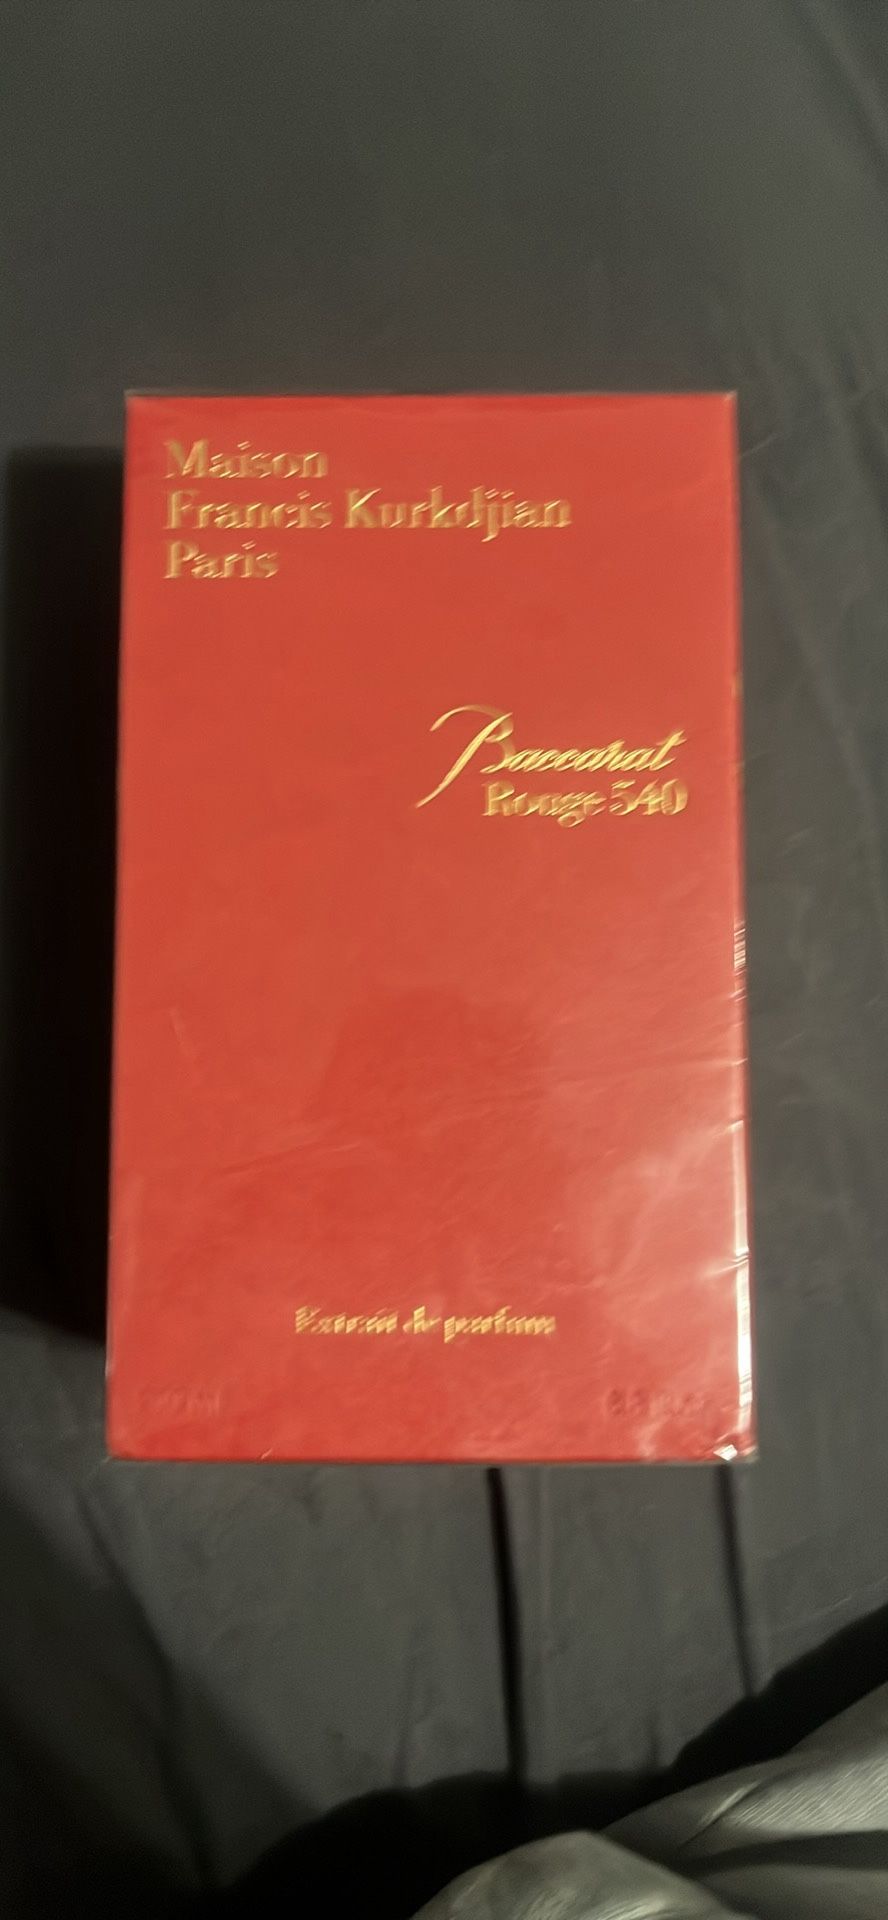 Maison
Francis Kurkdjian
Paris
Baccarat
Rouge 540
Extrait de parfum